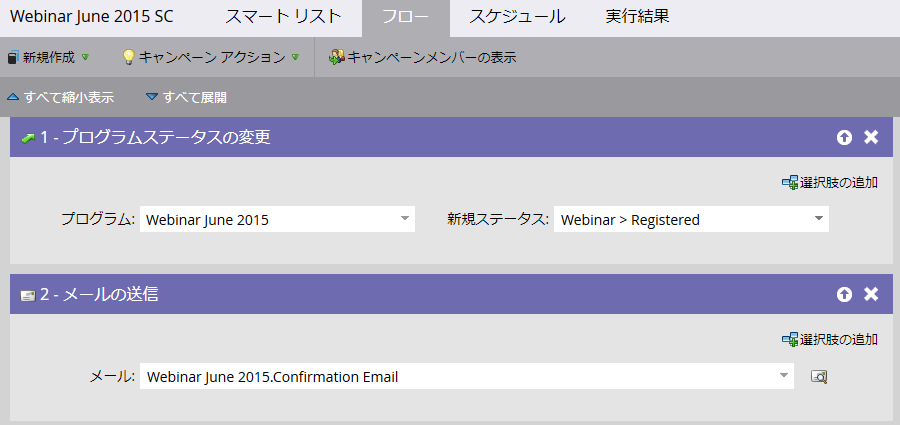 Webinar June 2015 SC スマート リスト フロー スケジュール 実行結果
新規作成 キャンペーン アクション キャンペーンメンバーの表示
すべて縮小表示 すべて展開
1 - プログラムステータスの変更
選択肢の追加
プログラム: Webinar June 2015 新規ステータス: Webinar > Registered
2 - メールの送信
選択肢の追加
メール: Webinar June 2015.Confirmation Email